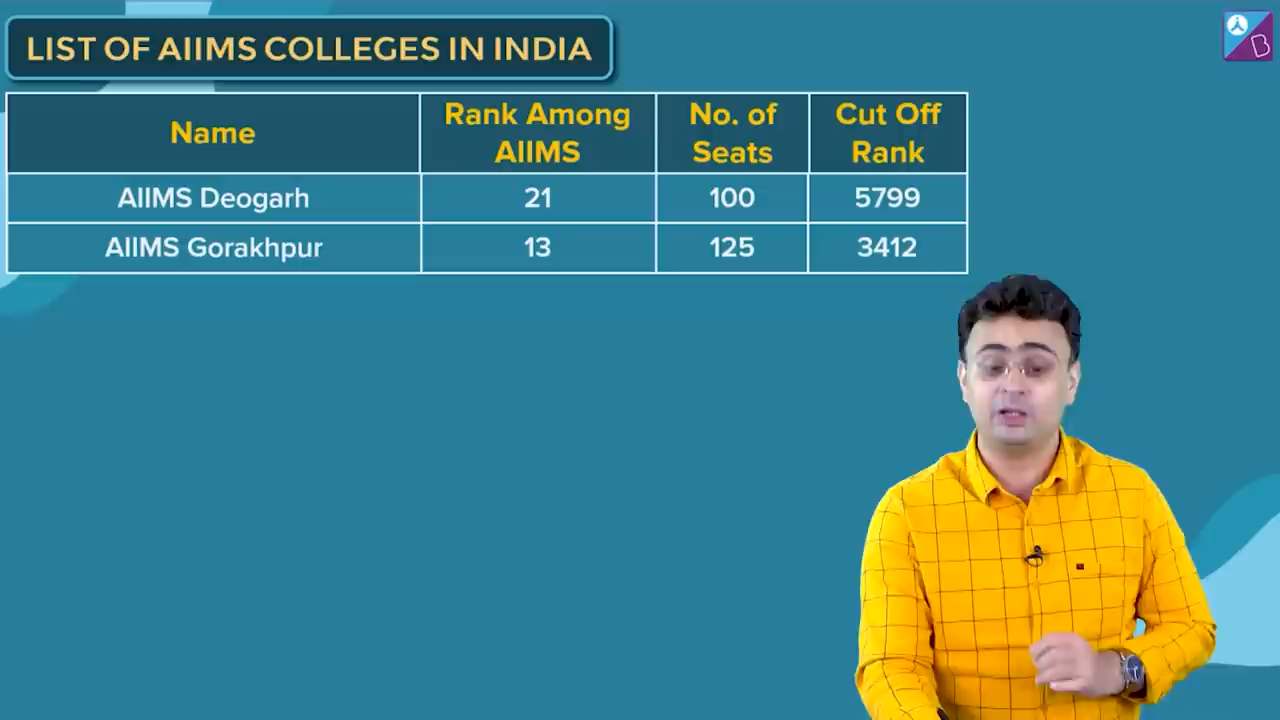 LIST OF AIIMS COLLEGES IN INDIA
Name
Rank Among
AIIMS
No. of
Seats
Cut Off
Rank
AIIMS Deogarh 21 100 5799
AIIMS Gorakhpur 13 125 3412
B